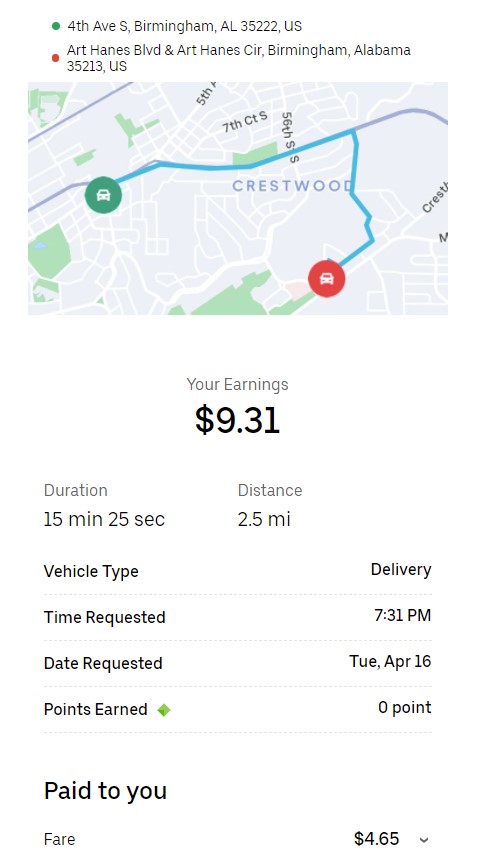 4th Ave S, Birmingham, AL 35222, US
Art Hanes Blvd & Art Hanes Cir, Birmingham, Alabama
35213, US
5th A
7th Ct S
56th S S
CRESTWOOD
Crest
M
Your Earnings
$9.31
Duration
Distance
15 min 25 sec
2.5 mi
Vehicle Type
Delivery
Time Requested
7:31 PM
Date Requested
Tue, Apr 16
Points Earned
0 point
Paid to you
Fare
$4.65